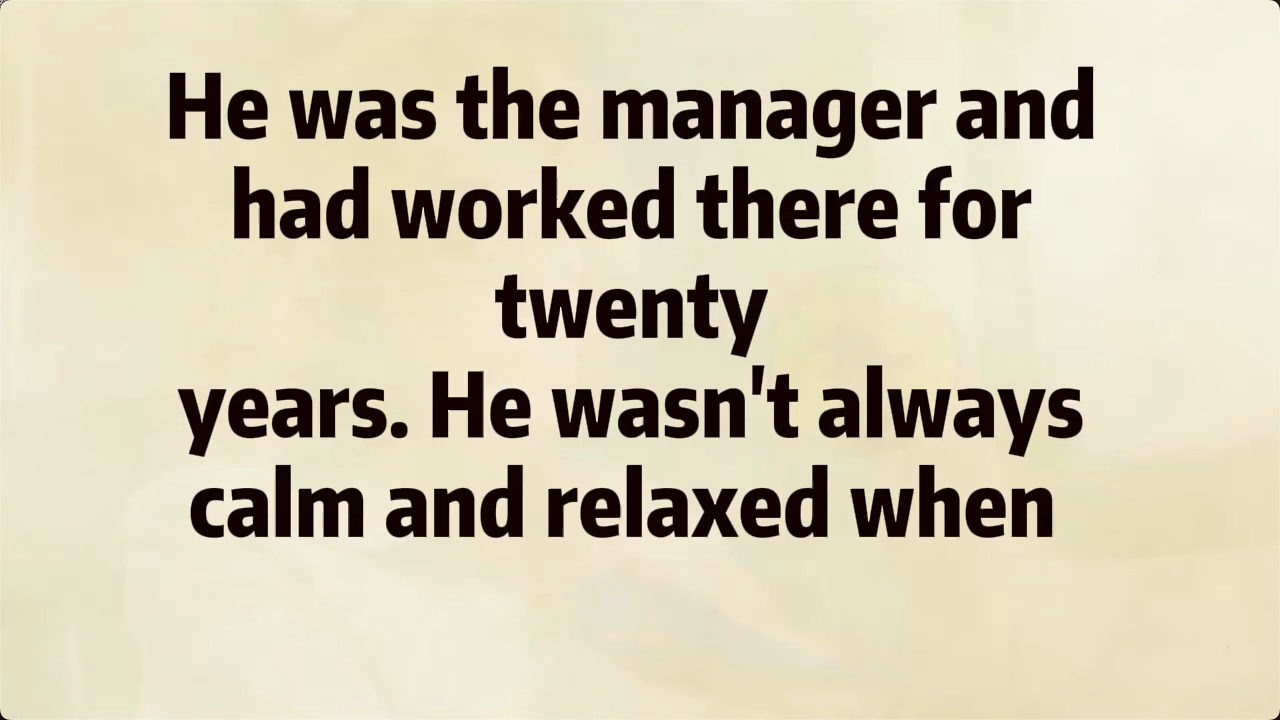 He was the manager and
had worked there for
twenty
years. He wasn't always
calm and relaxed when